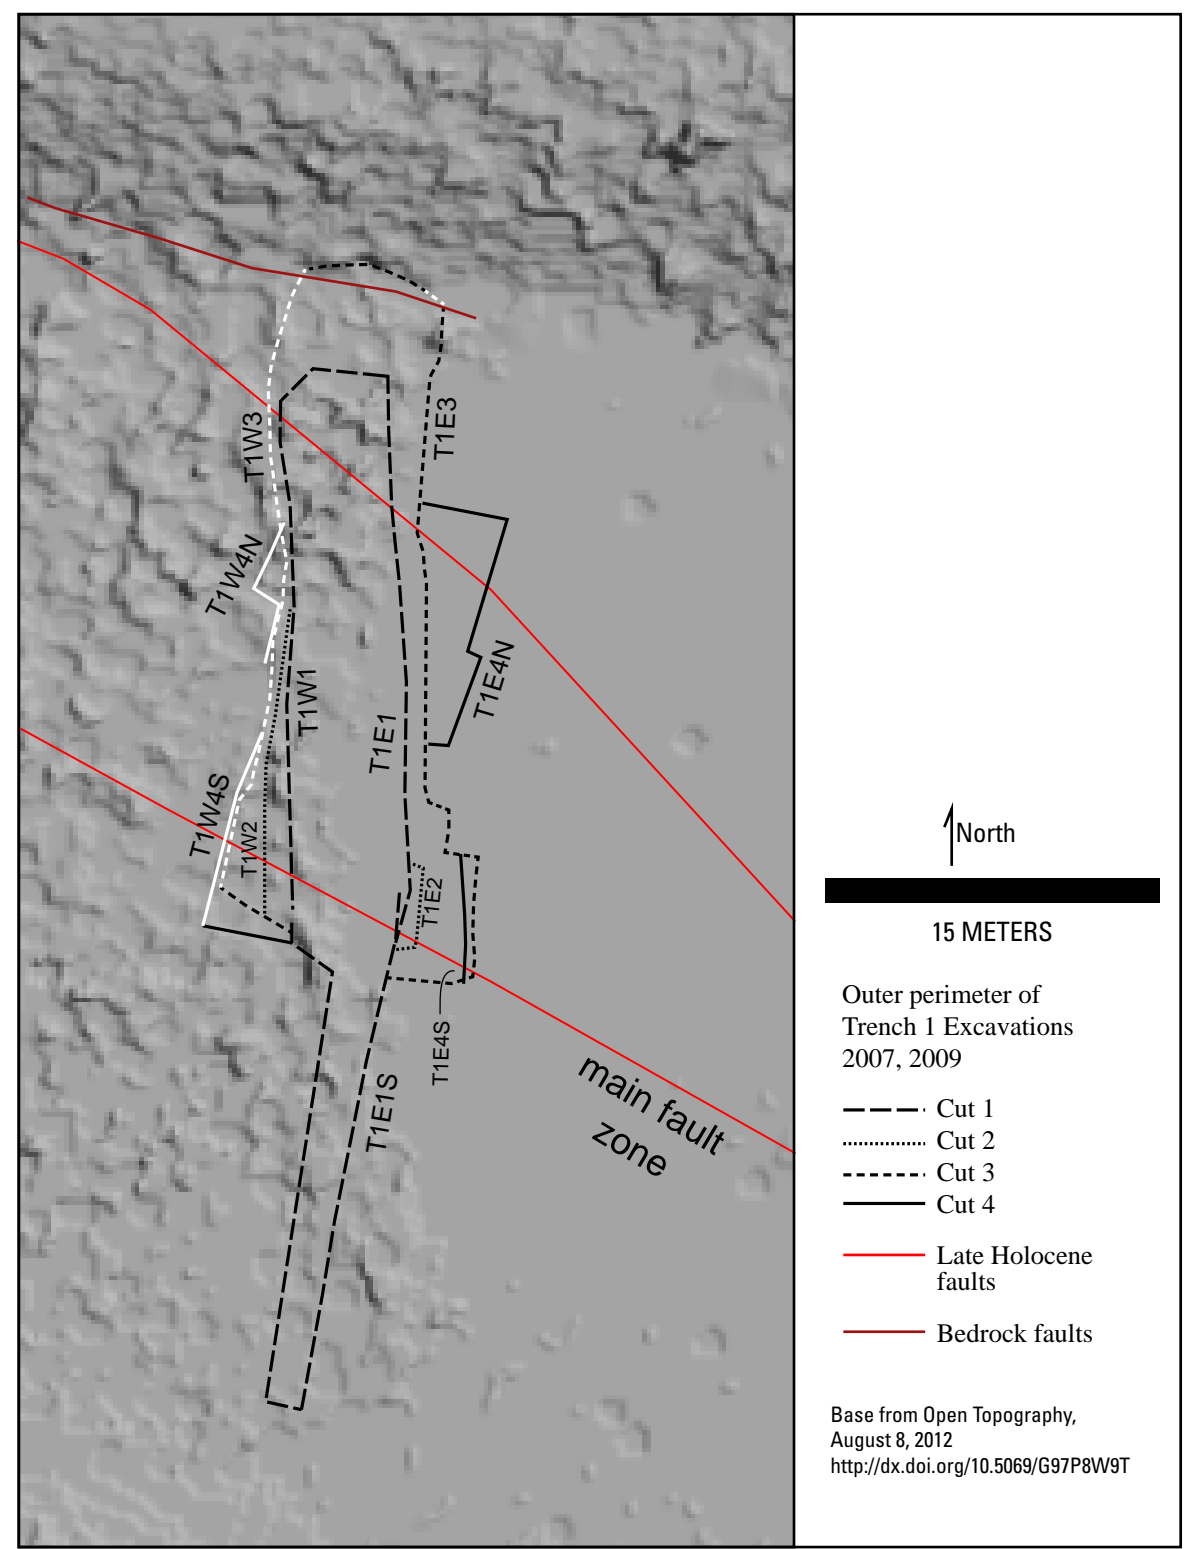 T1W3
T1E3
T1W4N
T1E4N
T1W1
T1E1
T1W4S
T1W2
T1E2
T1E4S
T1E1S
main fault
zone
North
15 METERS
Outer perimeter of
Trench 1 Excavations
2007, 2009
Cut 1
Cut 2
Cut 3
Cut 4
Late Holocene
faults
Bedrock faults
Base from Open Topography,
August 8, 2012
http://dx.doi.org/10.5069/G97P8W9T